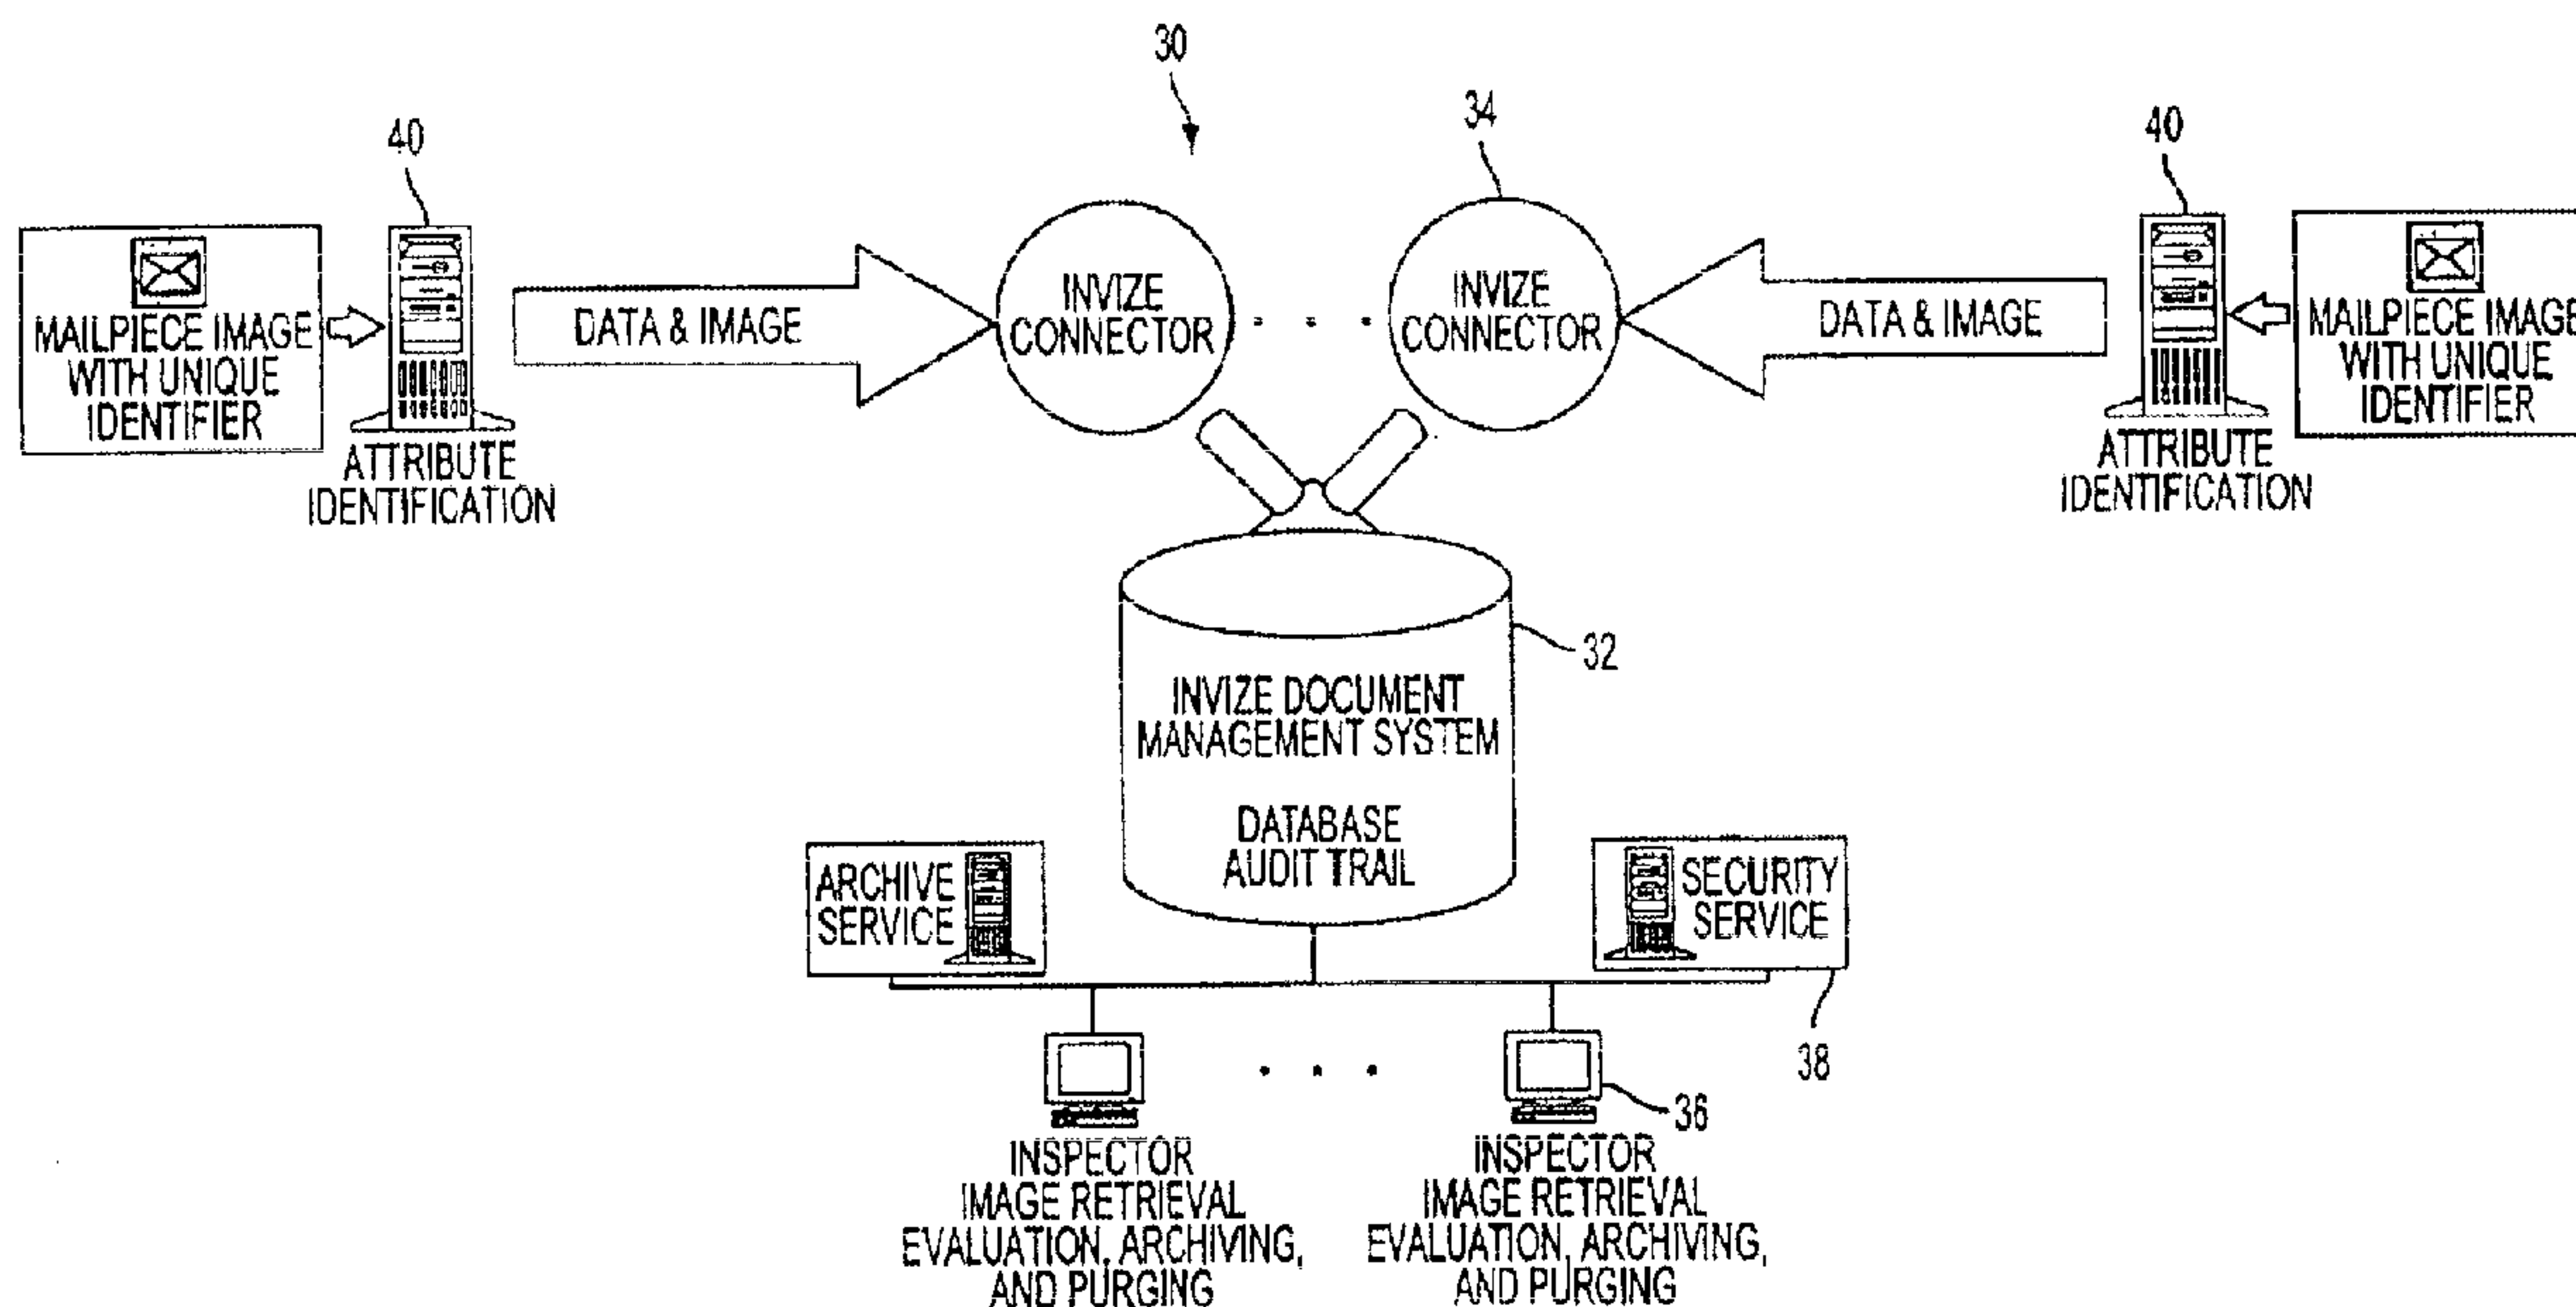 30
34
40
40
MAILPIECE IMAGE
WITH UNIQUE
IDENTIFIER
ATTRIBUTE
IDENTIFICATION
DATA & IMAGE
INVIZE
CONNECTOR
INVIZE
CONNECTOR
DATA & IMAGE
ATTRIBUTE
IDENTIFICATION
MAILPIECE IMAGE
WITH UNIQUE
IDENTIFIER
32
INVIZE DOCUMENT
MANAGEMENT SYSTEM
DATABASE
AUDIT TRAIL
ARCHIVE
SERVICE
SECURITY
SERVICE
38
36
INSPECTOR
IMAGE RETRIEVAL
EVALUATION, ARCHIVING,
AND PURGING
INSPECTOR
IMAGE RETRIEVAL
EVALUATION, ARCHIVING,
AND PURGING